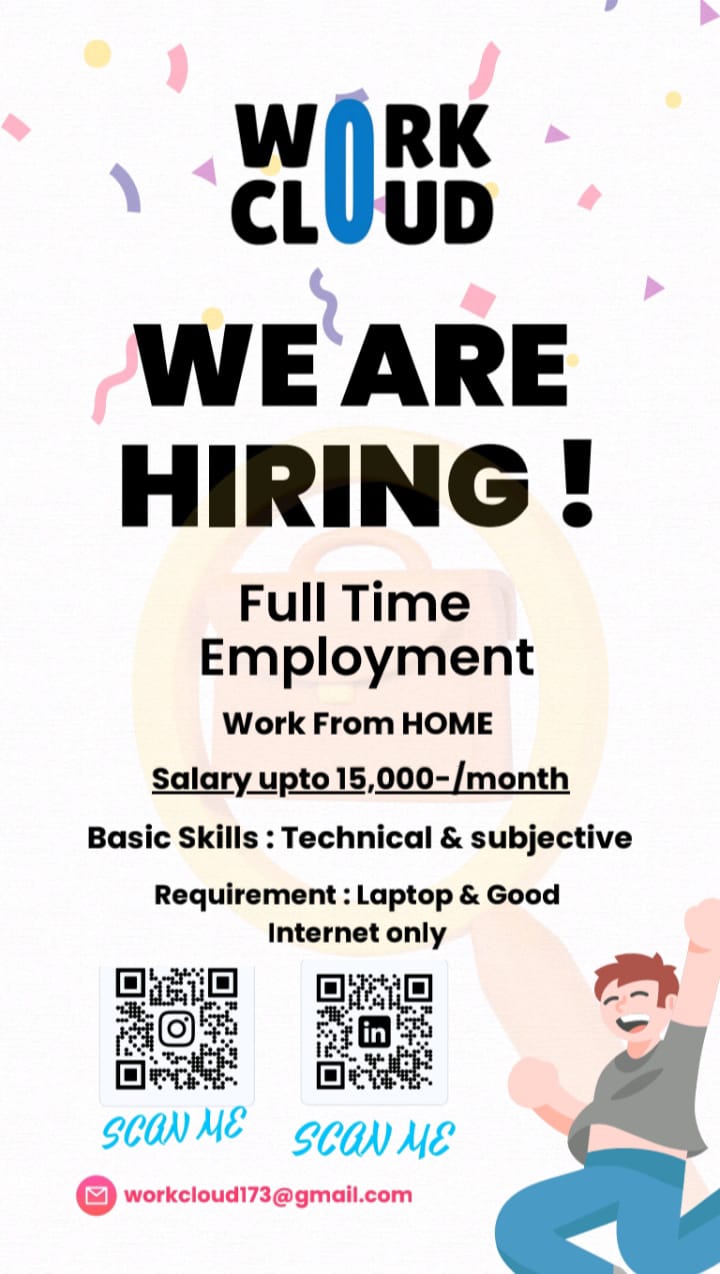 WORK
CLOUD
WE ARE
HIRING !
Full Time
Employment
Work From HOME
Salary upto 15,000-/month
Basic Skills : Technical & subjective
Requirement : Laptop & Good
Internet only
in
SCAN ME
SCAN ME
workcloud173@gmail.com